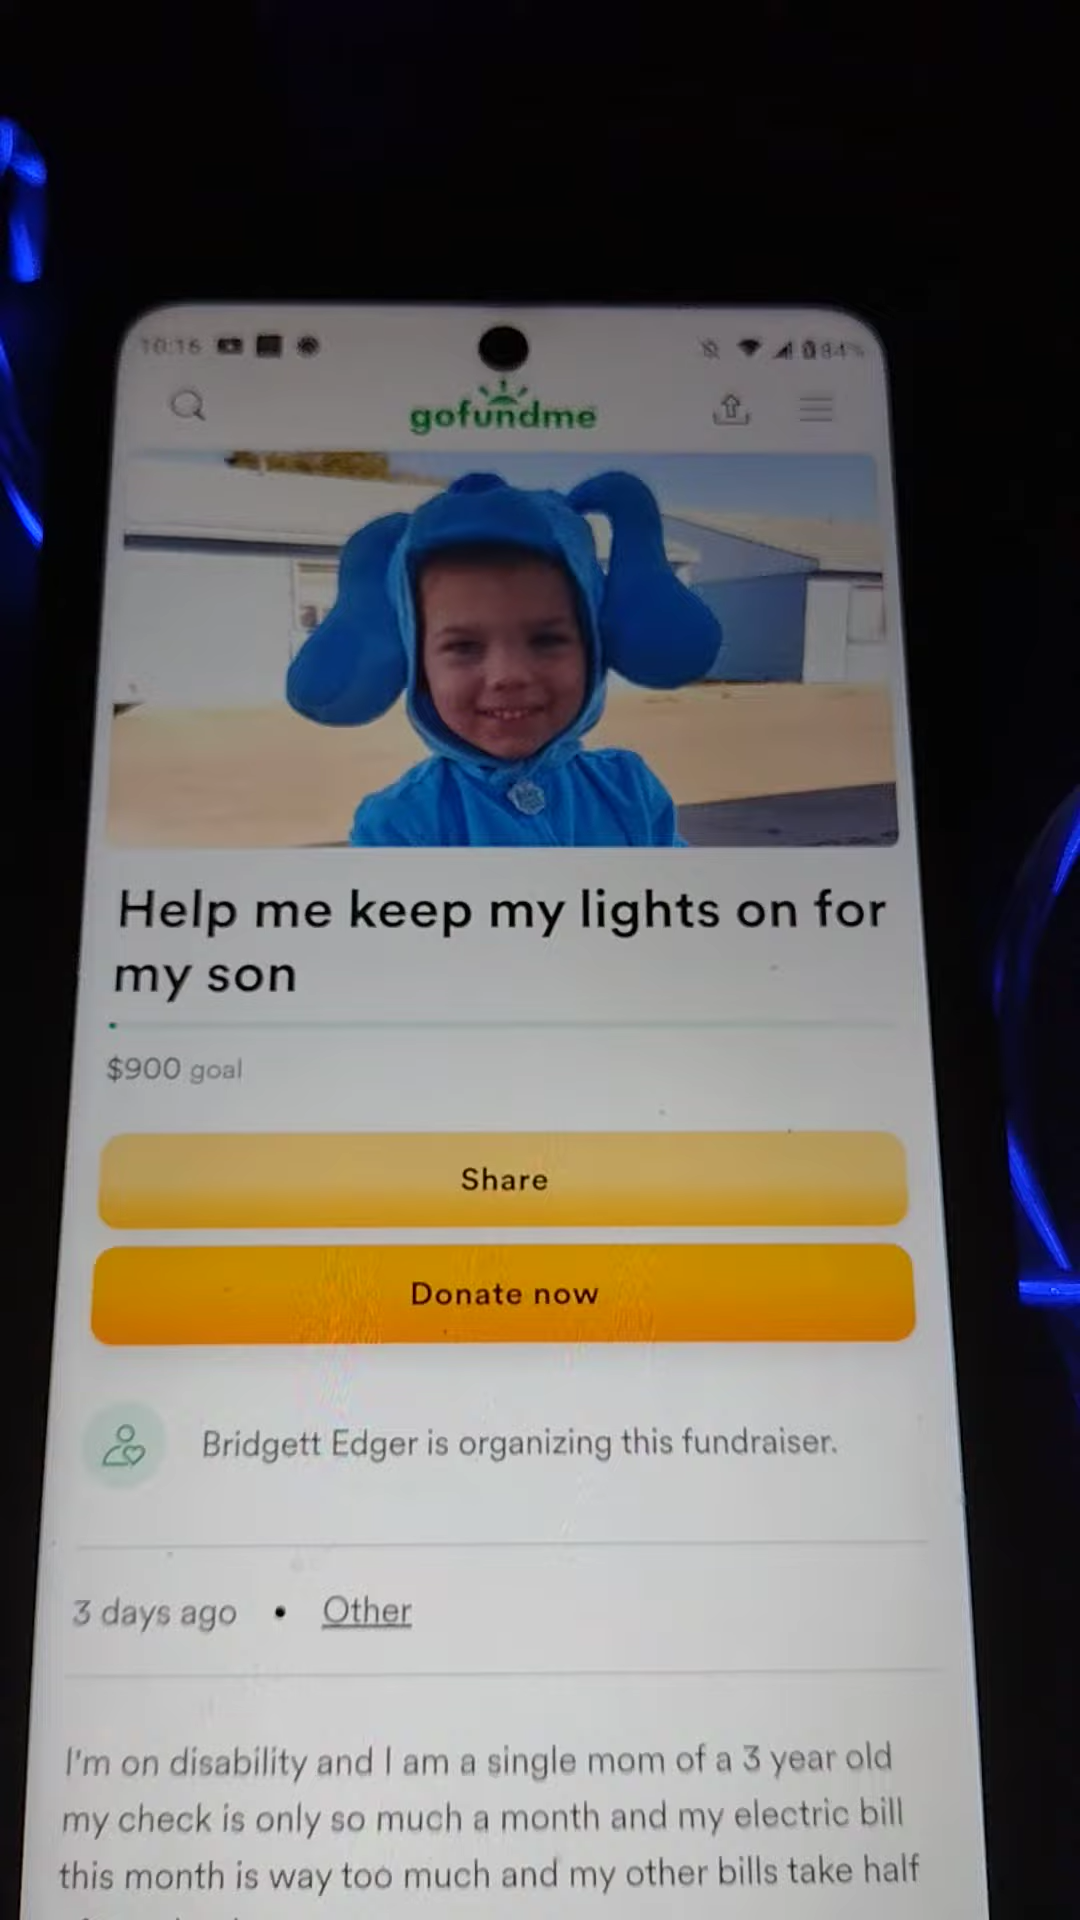 10:16
94%
gofundme
Help me keep my lights on for
my son
$900 goal
Share
Donate now
Bridgett Edger is organizing this fundraiser.
3 days ago • Other
I'm on disability and I am a single mom of a 3 year old
my check is only so much a month and my electric bill
this month is way too much and my other bills take half